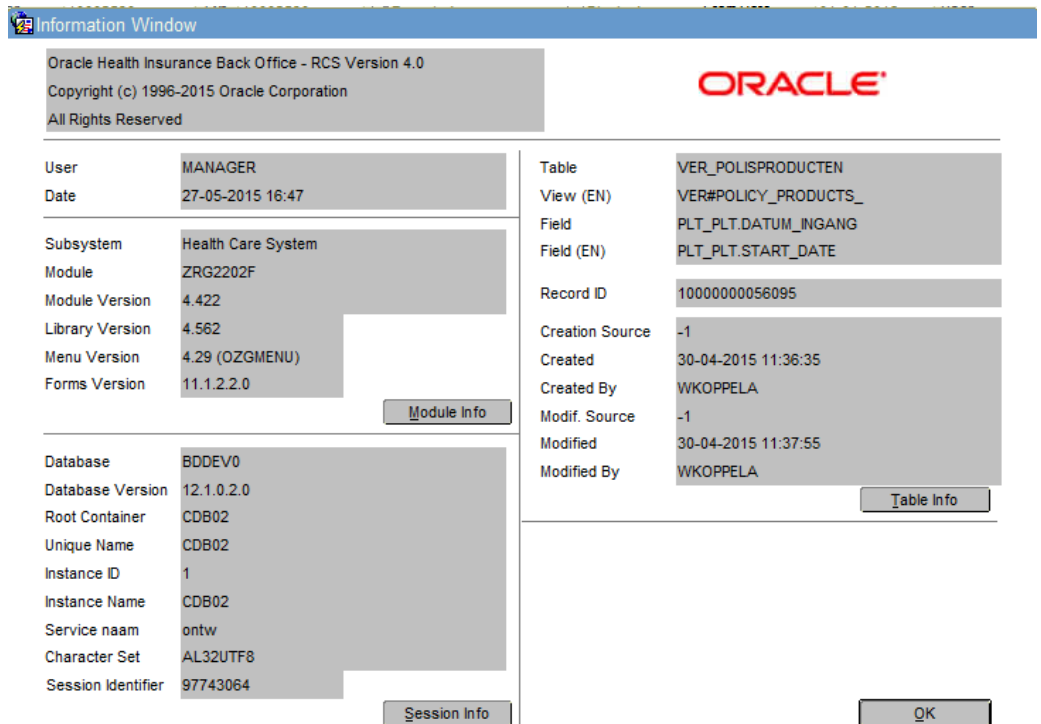 Information Window
Oracle Health Insurance Back Office - RCS Version 4.0
Copyright (c) 1996-2015 Oracle Corporation
All Rights Reserved
ORACLE
User MANAGER
Date 27-05-2015 16:47
Subsystem Health Care System
Module ZRG2202F
Module Version 4.422
Library Version 4.562
Menu Version 4.29 (OZGMENU)
Forms Version 11.1.2.2.0
Module Info
Database BDDEV0
Database Version 12.1.0.2.0
Root Container CDB02
Unique Name CDB02
Instance ID 1
Instance Name CDB02
Service naam ontw
Character Set AL32UTF8
Session Identifier 97743064
Session Info
Table VER_POLISPRODUCTEN
View (EN) VER#POLICY_PRODUCTS_
Field PLT_PLT.DATUM_INGANG
Field (EN) PLT_PLT.START_DATE
Record ID 10000000056095
Creation Source -1
Created 30-04-2015 11:36:35
Created By WKOPPELA
Modif. Source -1
Modified 30-04-2015 11:37:55
Modified By WKOPPELA
Table Info
OK